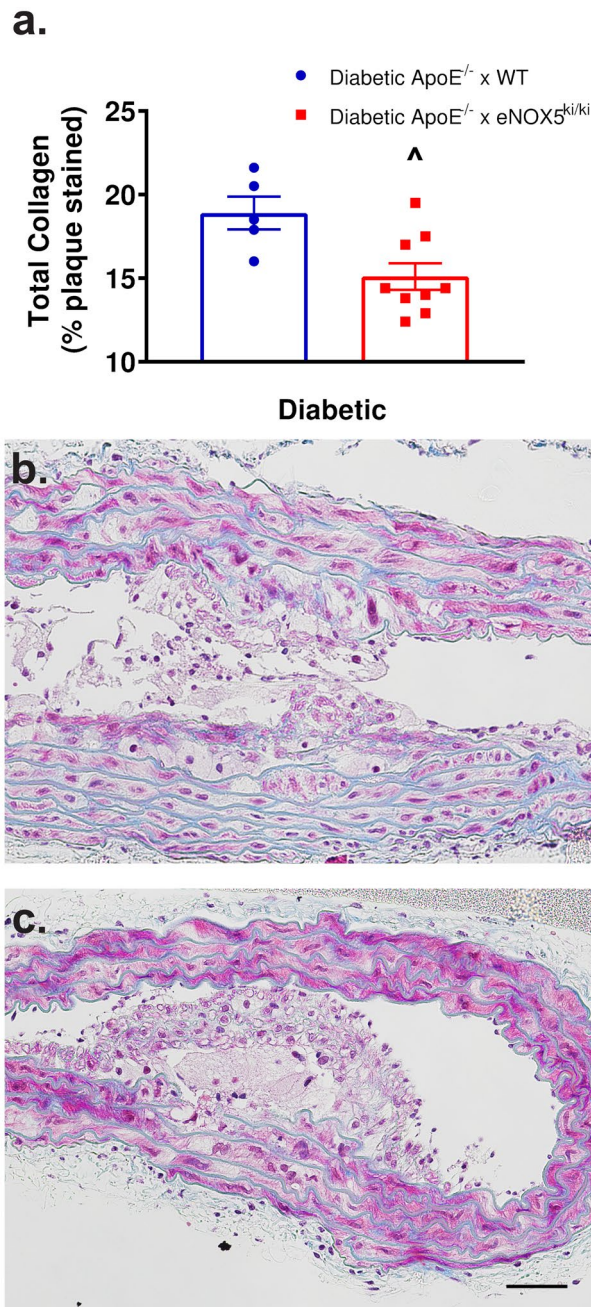 a.
Diabetic ApoE-/- x WT
Diabetic ApoE-/- x eNOX5ki/ki
^
25
20
15
10
Total Collagen
(% plaque stained)
Diabetic
b.
c.